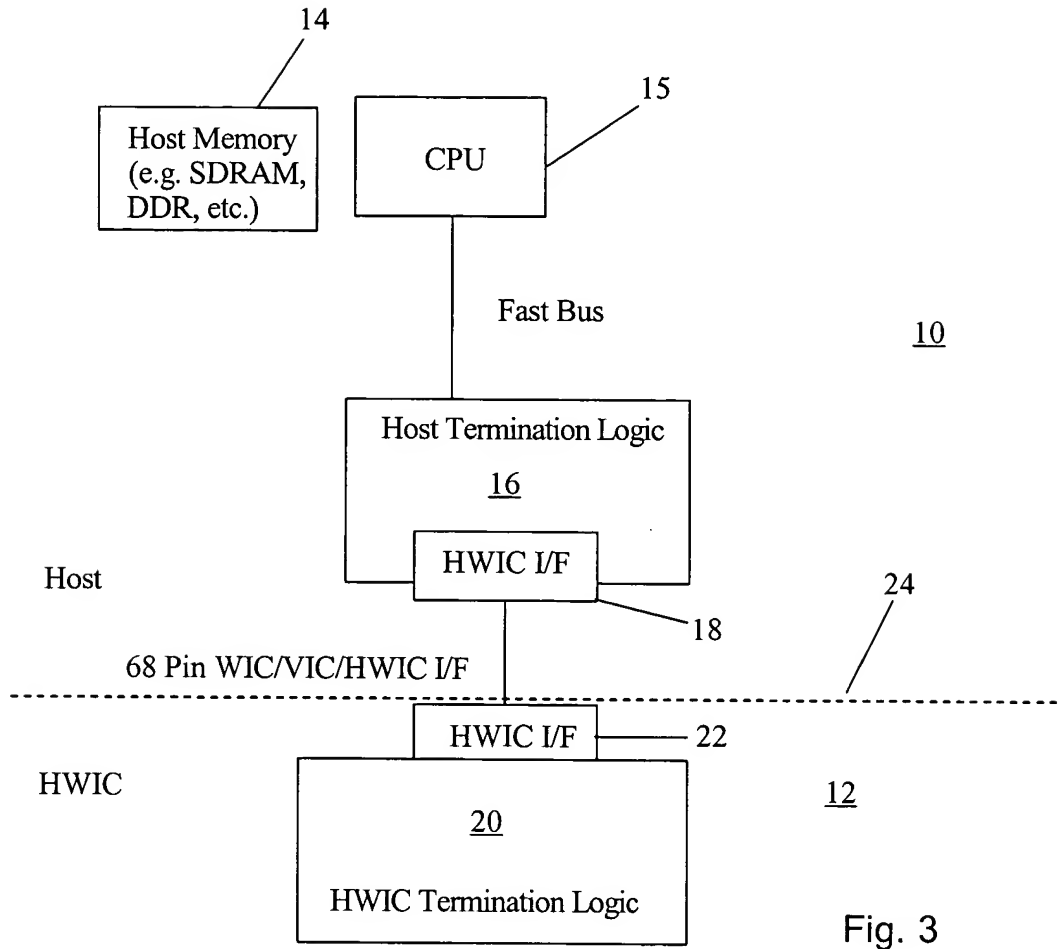 14
15
Host Memory
(e.g. SDRAM,
DDR, etc.)
CPU
Fast Bus
10
Host Termination Logic
16
HWIC I/F
Host
24
18
68 Pin WIC/VIC/HWIC I/F
HWIC I/F
22
HWIC
12
20
HWIC Termination Logic
Fig. 3